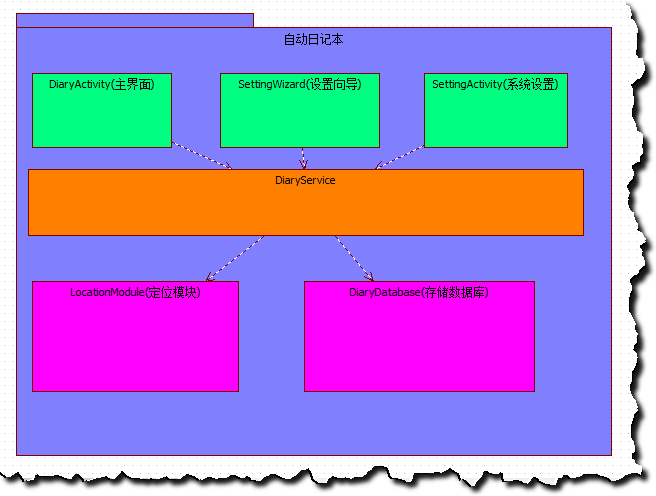 自动日记本
DiaryActivity(主界面)
SettingWizard(设置向导)
SettingActivity(系统设置)
DiaryService
LocationModule(定位模块)
DiaryDatabase(存储数据库)